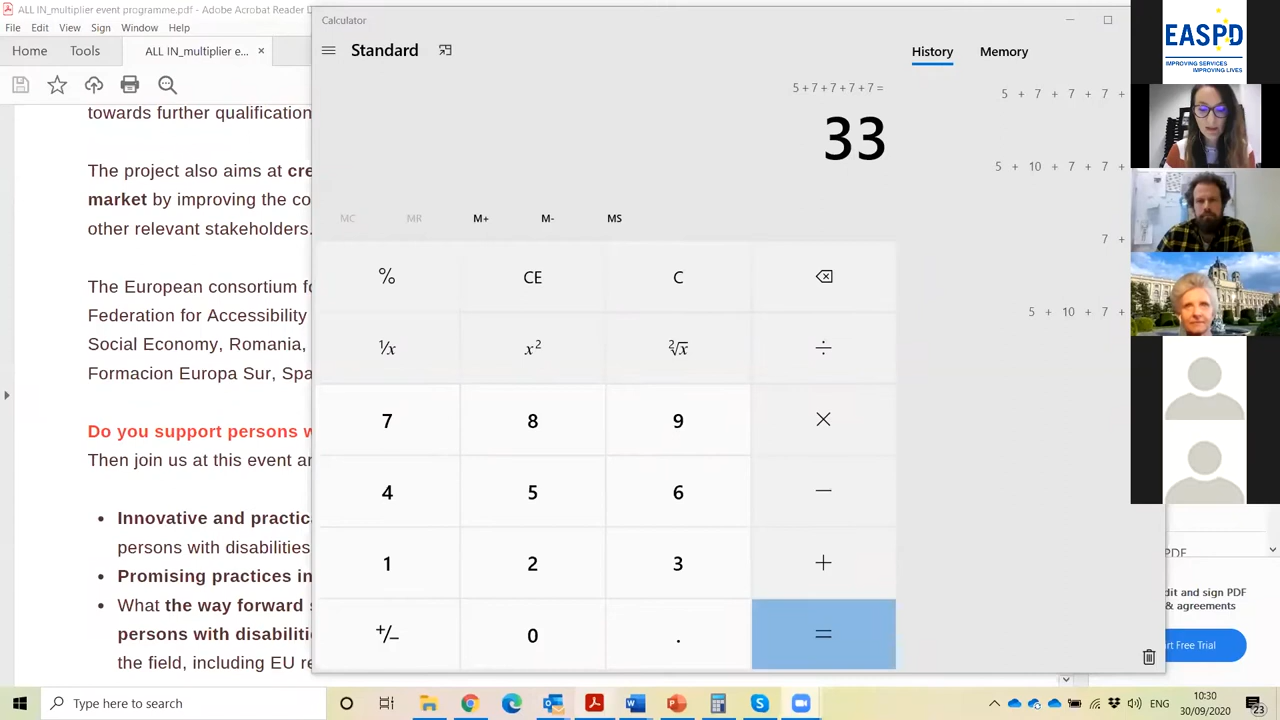 ALL IN_multiplier event programme.pdf - Adobe Acrobat Reader D
File Edit View Sign Window Help
Home Tools ALL IN_multiplier e... ×
towards further qualification
The project also aims at cre
market by improving the co
other relevant stakeholders.
The European consortium fo
Federation for Accessibility
Social Economy, Romania,
Formacion Europa Sur, Spa
Do you support persons w
Then join us at this event an
• Innovative and practica
persons with disabilities
• Promising practices in
• What the way forward s
persons with disabilitie
the field, including EU re
Calculator
Standard
History Memory
5 + 7 + 7 + 7 + 7 =
33
MC MR M+ M- MS
% CE C
¹/x x² ²√x ÷
7 8 9 ×
4 5 6 −
1 2 3 +
+/− 0 . =
5 + 7 + 7 + 7 +
5 + 10 + 7 + 7 +
7 +
5 + 10 + 7 +
EASPD
IMPROVING SERVICES
IMPROVING LIVES
PDF
dit and sign PDF
& agreements
rt Free Trial
Type here to search
ENG
10:30
30/09/2020
23